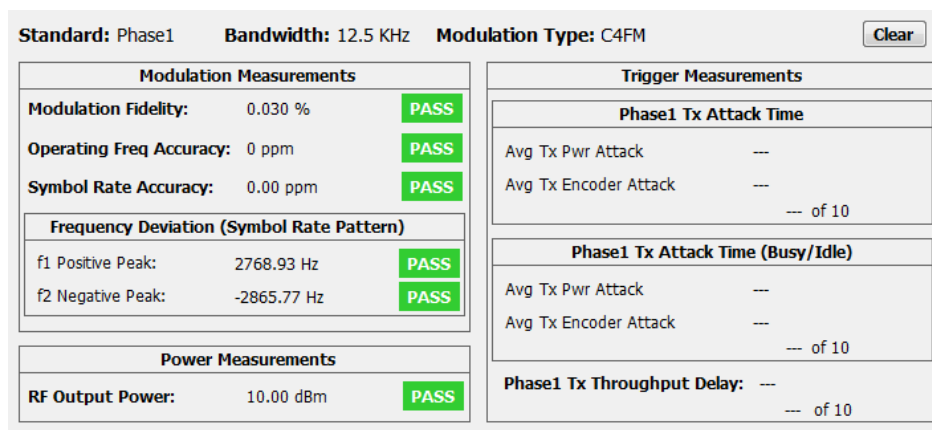 Standard: Phase1 Bandwidth: 12.5 KHz Modulation Type: C4FM Clear
Modulation Measurements
Modulation Fidelity: 0.030 % PASS
Operating Freq Accuracy: 0 ppm PASS
Symbol Rate Accuracy: 0.00 ppm PASS
Frequency Deviation (Symbol Rate Pattern)
f1 Positive Peak: 2768.93 Hz PASS
f2 Negative Peak: -2865.77 Hz PASS
Power Measurements
RF Output Power: 10.00 dBm PASS
Trigger Measurements
Phase1 Tx Attack Time
Avg Tx Pwr Attack ---
Avg Tx Encoder Attack ---
--- of 10
Phase1 Tx Attack Time (Busy/Idle)
Avg Tx Pwr Attack ---
Avg Tx Encoder Attack ---
--- of 10
Phase1 Tx Throughput Delay: ---
--- of 10